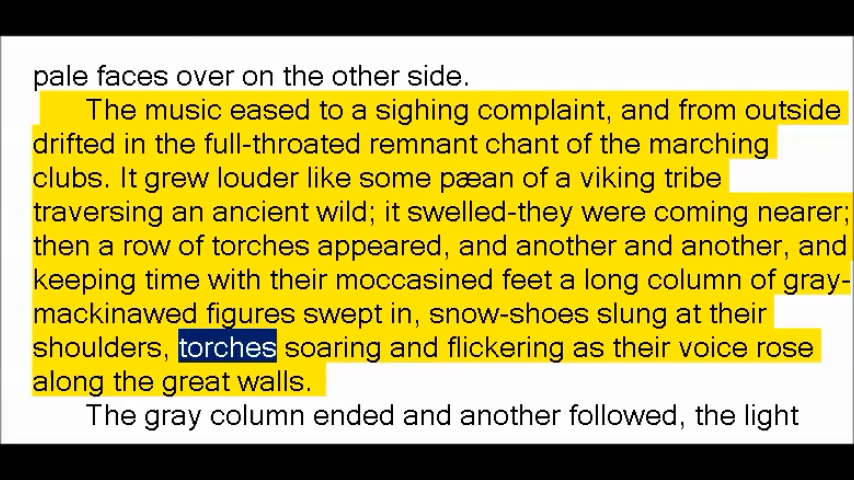 pale faces over on the other side.
The music eased to a sighing complaint, and from outside
drifted in the full-throated remnant chant of the marching
clubs. It grew louder like some pæan of a viking tribe
traversing an ancient wild; it swelled-they were coming nearer;
then a row of torches appeared, and another and another, and
keeping time with their moccasined feet a long column of gray-
mackinawed figures swept in, snow-shoes slung at their
shoulders, torches soaring and flickering as their voice rose
along the great walls.
The gray column ended and another followed, the light